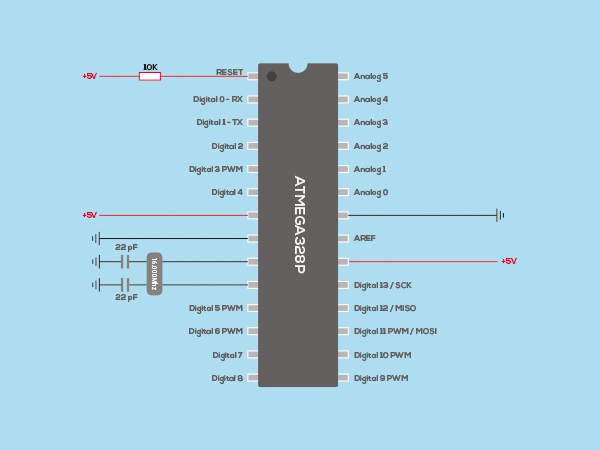 10K
+5V
RESET
Analog 5
Digital 0 - RX
Analog 4
Digital 1 - TX
Analog 3
Digital 2
Analog 2
Digital 3 PWM
Analog 1
Digital 4
Analog 0
ATMEGA328P
+5V
AREF
22 pF
16.000Mhz
+5V
22 pF
Digital 13 / SCK
Digital 5 PWM
Digital 12 / MISO
Digital 6 PWM
Digital 11 PWM / MOSI
Digital 7
Digital 10 PWM
Digital 8
Digital 9 PWM